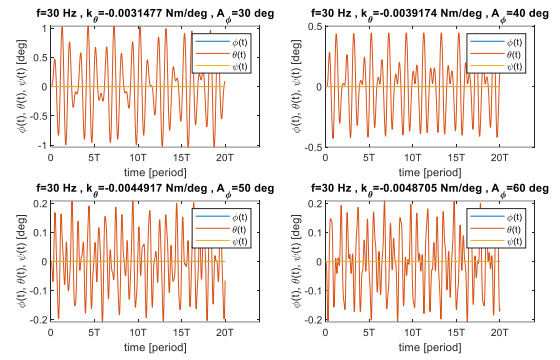 f=30 Hz , k_θ=-0.0031477 Nm/deg , A_ϕ=30 deg
ϕ(t), θ(t), ψ(t) [deg]
1
0.5
0
-0.5
-1
ϕ(t)
θ(t)
ψ(t)
0 5T 10T 15T 20T
time [period]
f=30 Hz , k_θ=-0.0039174 Nm/deg , A_ϕ=40 deg
ϕ(t), θ(t), ψ(t) [deg]
0.5
0
-0.5
ϕ(t)
θ(t)
ψ(t)
0 5T 10T 15T 20T
time [period]
f=30 Hz , k_θ=-0.0044917 Nm/deg , A_ϕ=50 deg
ϕ(t), θ(t), ψ(t) [deg]
0.2
0.1
0
-0.1
-0.2
ϕ(t)
θ(t)
ψ(t)
0 5T 10T 15T 20T
time [period]
f=30 Hz , k_θ=-0.0048705 Nm/deg , A_ϕ=60 deg
ϕ(t), θ(t), ψ(t) [deg]
0.2
0.1
0
-0.1
-0.2
ϕ(t)
θ(t)
ψ(t)
0 5T 10T 15T 20T
time [period]